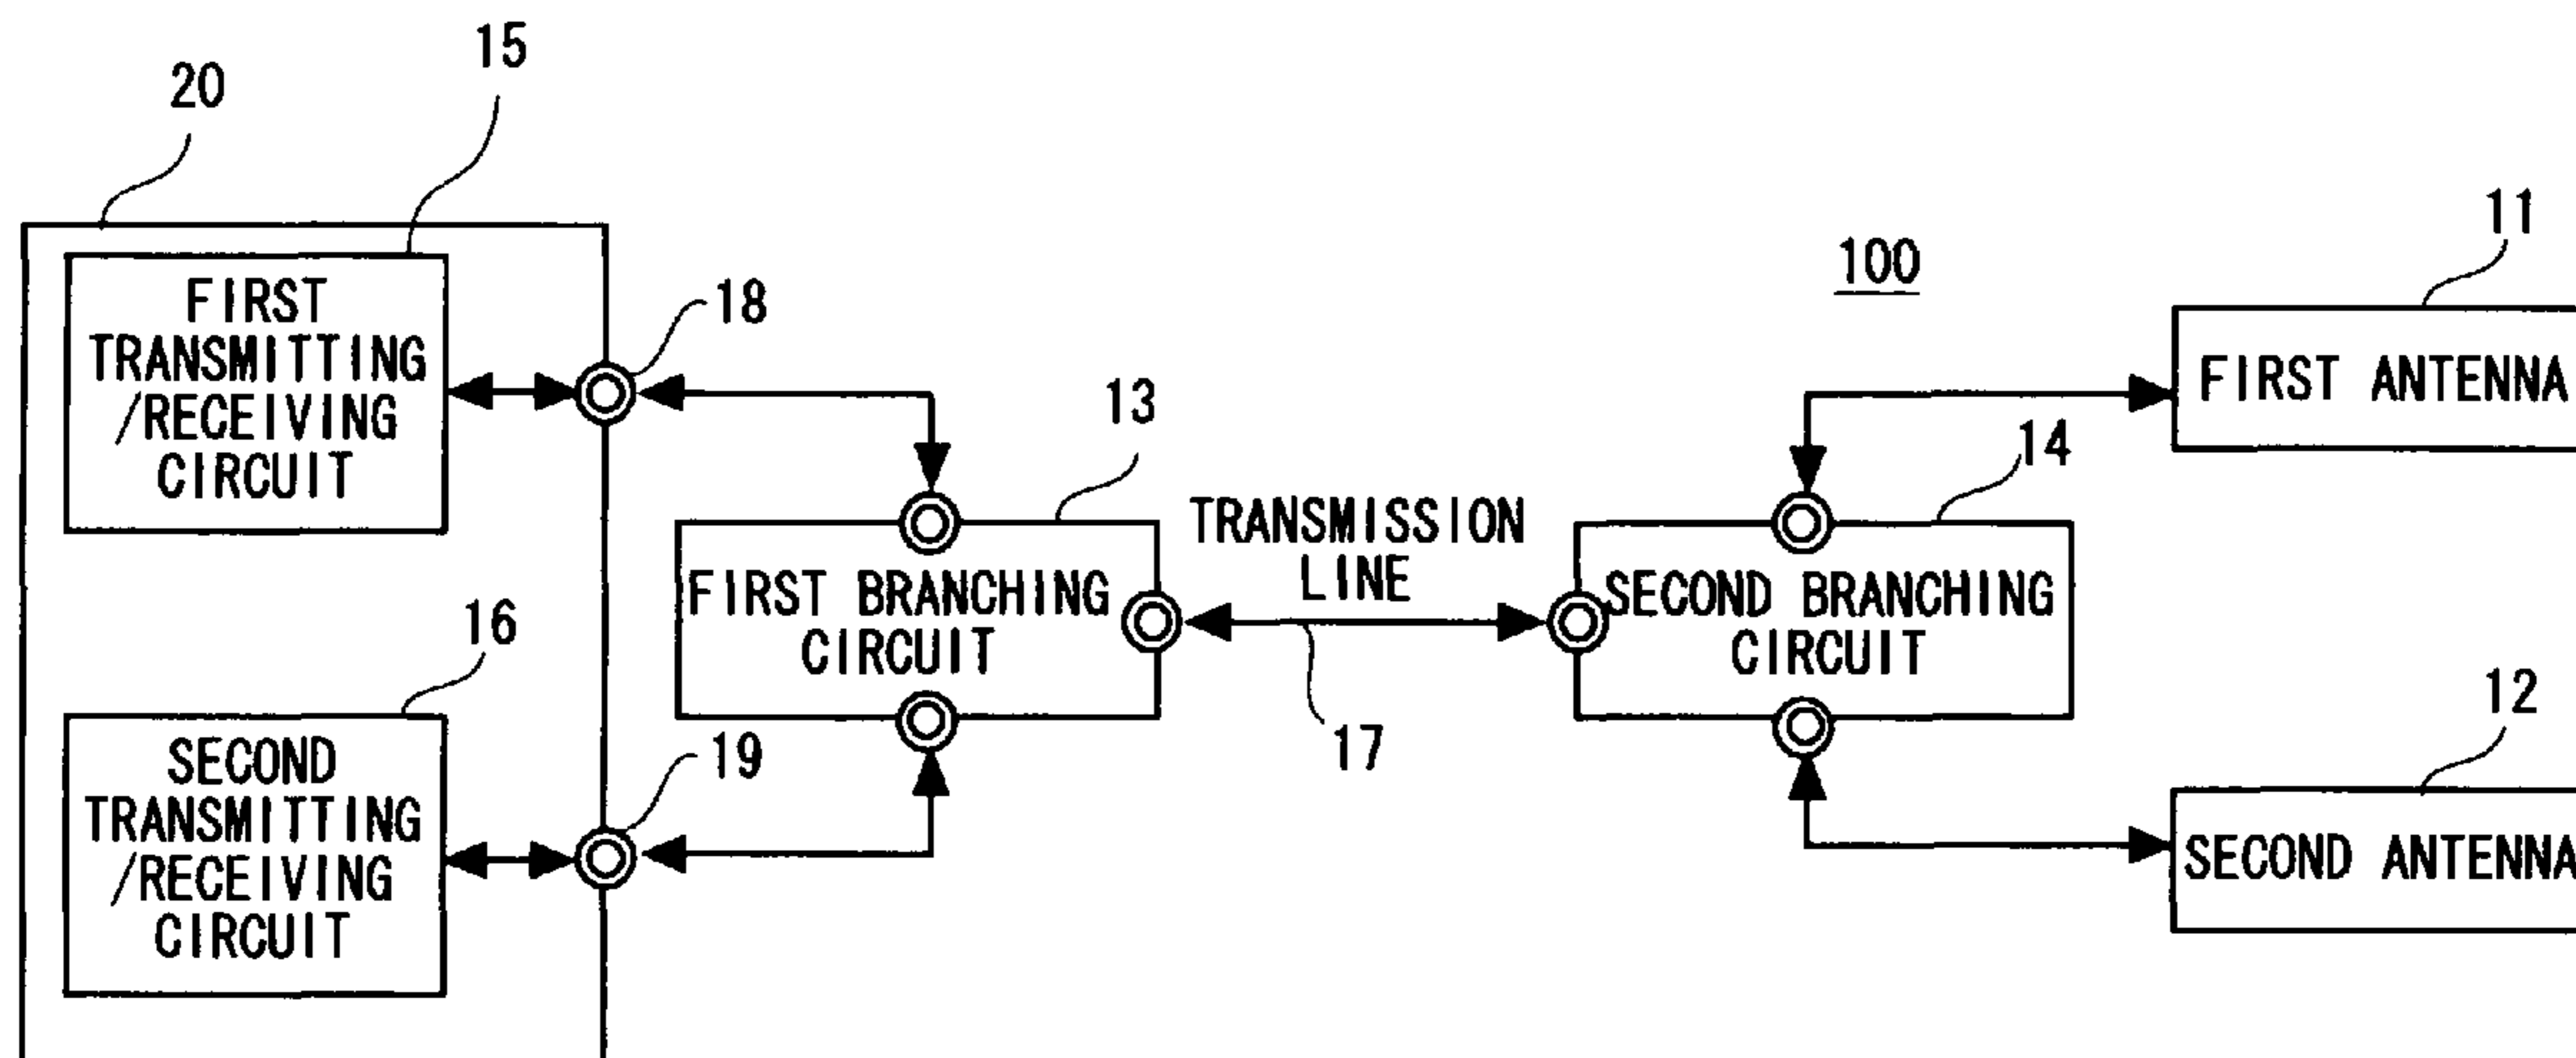 15
20
11
100
FIRST
TRANSMITTING
/RECEIVING
CIRCUIT
18
FIRST ANTENNA
13
14
TRANSMISSION
LINE
FIRST BRANCHING
CIRCUIT
SECOND BRANCHING
CIRCUIT
16
17
12
19
SECOND
TRANSMITTING
/RECEIVING
CIRCUIT
SECOND ANTENNA